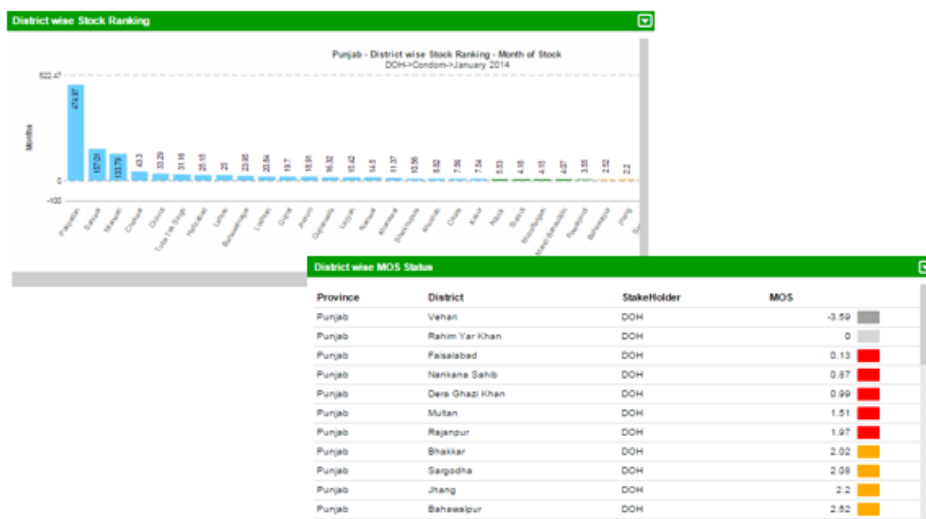 District wise Stock Ranking
Punjab - District wise Stock Ranking - Month of Stock
DOH->Condom->January 2014
522.47
Months
0
-100
474.97
157.01
133.79
43.3
33.29
31.16
25.15
25
23.95
20.54
19.7
18.91
16.32
15.42
14.5
11.37
10.56
8.62
7.56
7.54
5.53
4.18
4.15
4.07
3.55
2.52
2.2
Pakpattan
Sahiwal
Mianwali
Chakwal
Chiniot
Toba Tek Singh
Hafizabad
Lahore
Bahawalnagar
Lodhran
Gujrat
Jhelum
Gujranwala
Layyah
Narowal
Khanewal
Sheikhupura
Khushab
Okara
Kasur
Attock
Sialkot
Muzaffargarh
Mandi Bahauddin
Rawalpindi
Bahawalpur
Jhang
District wise MOS Status
Province District StakeHolder MOS
Punjab Vehari DOH -3.59
Punjab Rahim Yar Khan DOH 0
Punjab Faisalabad DOH 0.13
Punjab Nankana Sahib DOH 0.87
Punjab Dera Ghazi Khan DOH 0.99
Punjab Multan DOH 1.51
Punjab Rajanpur DOH 1.97
Punjab Bhakkar DOH 2.02
Punjab Sargodha DOH 2.08
Punjab Jhang DOH 2.2
Punjab Bahawalpur DOH 2.52